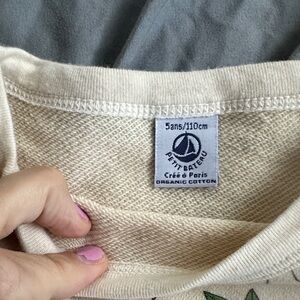 5ans/110cm
PETIT BATEAU
Créé à Paris
ORGANIC COTTON